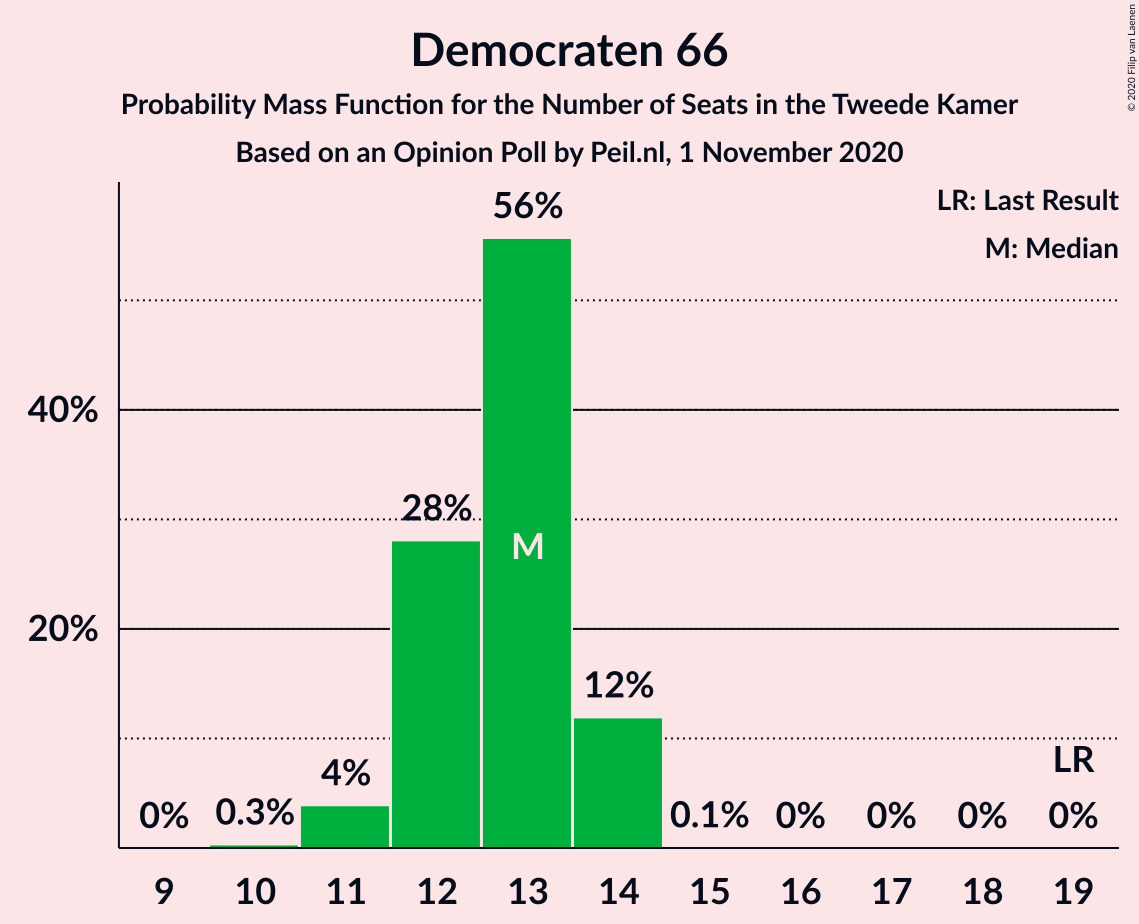 Democraten 66
Probability Mass Function for the Number of Seats in the Tweede Kamer
Based on an Opinion Poll by Peil.nl, 1 November 2020
© 2020 Filip van Laenen
LR: Last Result
M: Median
56%
40%
28%
M
20%
12%
LR
4%
0% 0.3% 0.1% 0% 0% 0% 0%
9 10 11 12 13 14 15 16 17 18 19